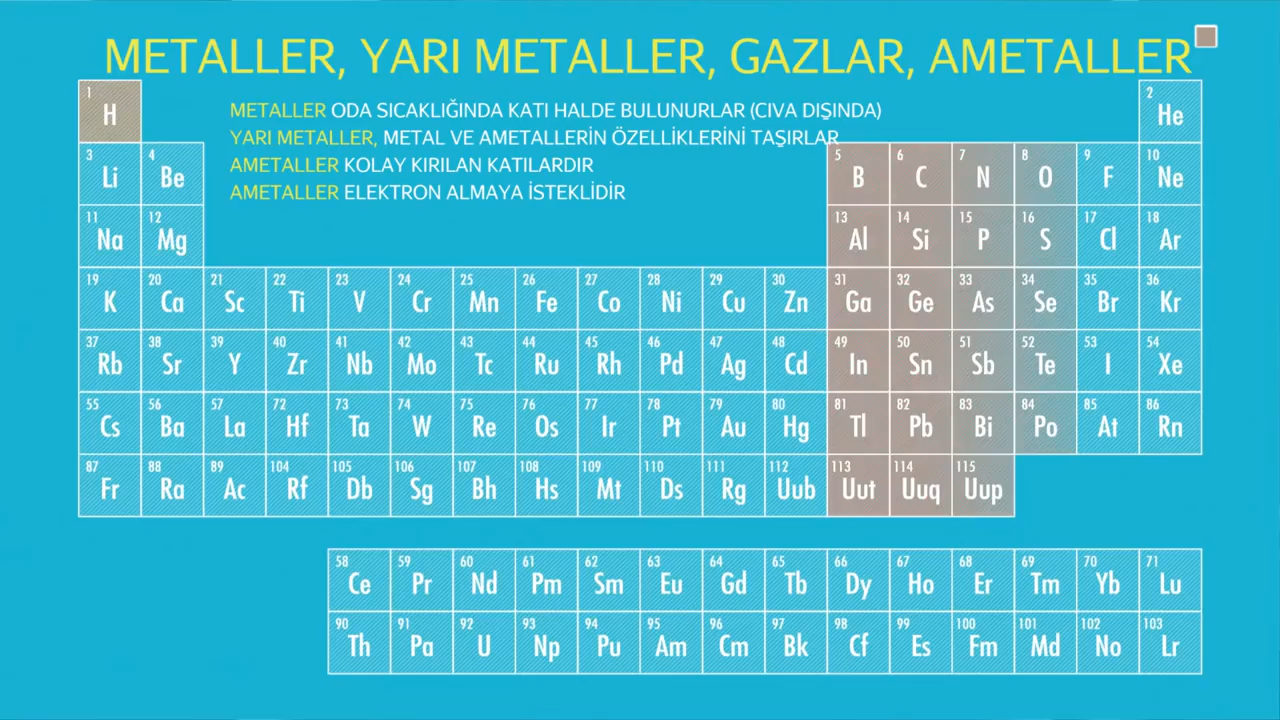 METALLER, YARI METALLER, GAZLAR, AMETALLER
METALLER ODA SICAKLIĞINDA KATI HALDE BULUNURLAR (CIVA DIŞINDA)
YARI METALLER, METAL VE AMETALLERİN ÖZELLİKLERİNİ TAŞIRLAR
AMETALLER KOLAY KIRILAN KATILARDIR
AMETALLER ELEKTRON ALMAYA İSTEKLİDİR
1 H 2 He
3 Li 4 Be 5 B 6 C 7 N 8 O 9 F 10 Ne
11 Na 12 Mg 13 Al 14 Si 15 P 16 S 17 Cl 18 Ar
19 K 20 Ca 21 Sc 22 Ti 23 V 24 Cr 25 Mn 26 Fe 27 Co 28 Ni 29 Cu 30 Zn 31 Ga 32 Ge 33 As 34 Se 35 Br 36 Kr
37 Rb 38 Sr 39 Y 40 Zr 41 Nb 42 Mo 43 Tc 44 Ru 45 Rh 46 Pd 47 Ag 48 Cd 49 In 50 Sn 51 Sb 52 Te 53 I 54 Xe
55 Cs 56 Ba 57 La 72 Hf 73 Ta 74 W 75 Re 76 Os 77 Ir 78 Pt 79 Au 80 Hg 81 Tl 82 Pb 83 Bi 84 Po 85 At 86 Rn
87 Fr 88 Ra 89 Ac 104 Rf 105 Db 106 Sg 107 Bh 108 Hs 109 Mt 110 Ds 111 Rg 112 Uub 113 Uut 114 Uuq 115 Uup
58 Ce 59 Pr 60 Nd 61 Pm 62 Sm 63 Eu 64 Gd 65 Tb 66 Dy 67 Ho 68 Er 69 Tm 70 Yb 71 Lu
90 Th 91 Pa 92 U 93 Np 94 Pu 95 Am 96 Cm 97 Bk 98 Cf 99 Es 100 Fm 101 Md 102 No 103 Lr